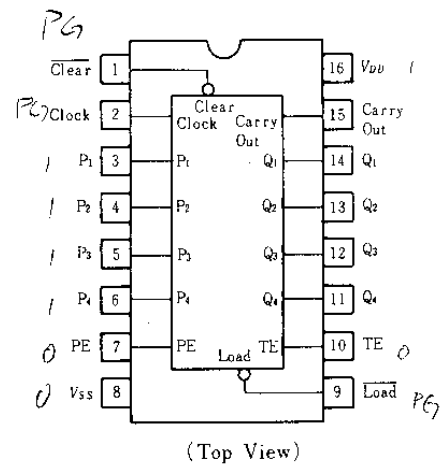 PG
Clear 1 16 VDD 1
PG Clock 2 Clear Clock Carry Out 15 Carry Out
1 P1 3 P1 Q1 14 Q1
1 P2 4 P2 Q2 13 Q2
1 P3 5 P3 Q3 12 Q3
1 P4 6 P4 Q4 11 Q4
0 PE 7 PE Load TE 10 TE 0
0 VSS 8 9 Load PG
(Top View)